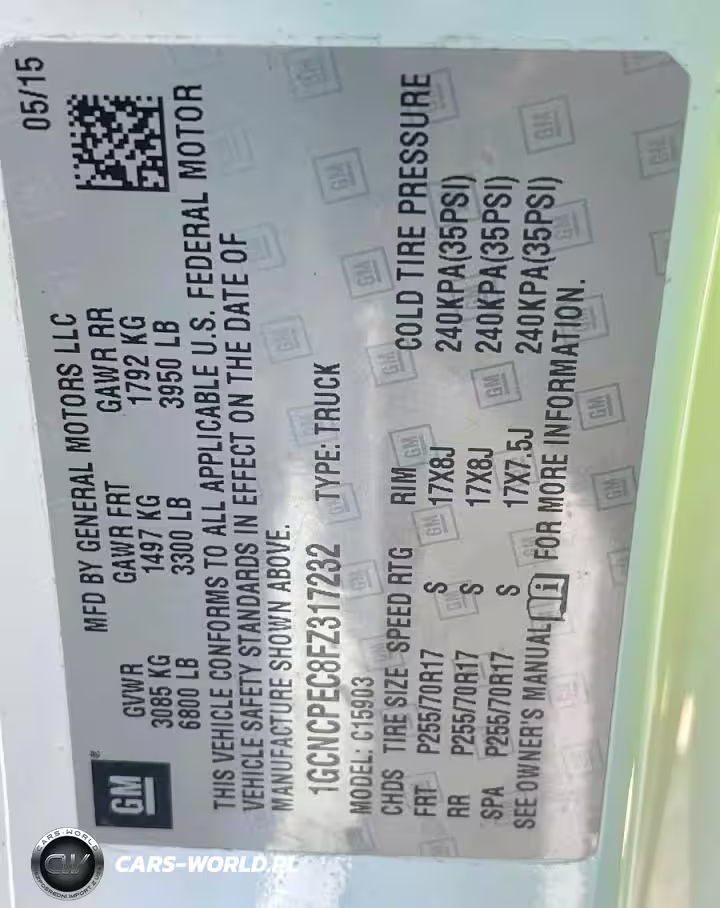 05/15
MFD BY GENERAL MOTORS LLC
GVWR GAWR FRT GAWR RR
3085 KG 1497 KG 1792 KG
6800 LB 3300 LB 3950 LB
GM®
THIS VEHICLE CONFORMS TO ALL APPLICABLE U.S. FEDERAL MOTOR
VEHICLE SAFETY STANDARDS IN EFFECT ON THE DATE OF
MANUFACTURE SHOWN ABOVE.
1GCNCPEC8FZ317232 TYPE: TRUCK
MODEL: C15903
CHDS TIRE SIZE SPEED RTG RIM COLD TIRE PRESSURE
FRT P255/70R17 S 17X8J 240KPA(35PSI)
RR P255/70R17 S 17X8J 240KPA(35PSI)
SPA P255/70R17 S 17X7.5J 240KPA(35PSI)
SEE OWNER'S MANUAL i FOR MORE INFORMATION.
CARS-WORLD
CW
CARS-WORLD.PL